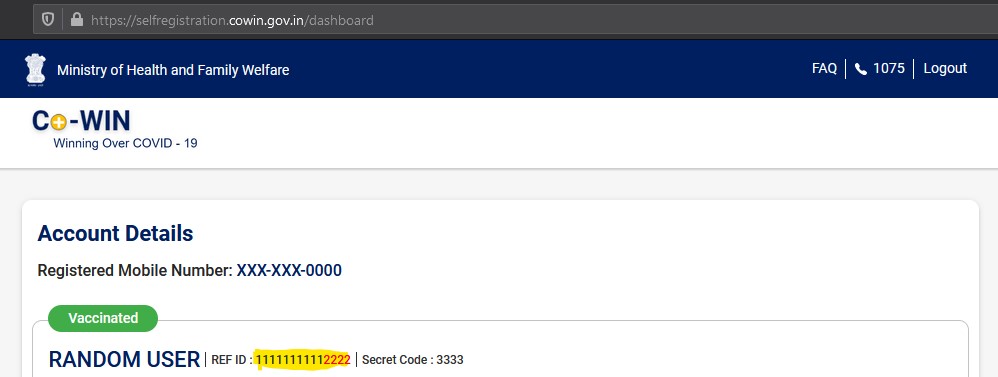 https://selfregistration.cowin.gov.in/dashboard
Ministry of Health and Family Welfare FAQ 1075 Logout
Co-WIN
Winning Over COVID - 19
Account Details
Registered Mobile Number: XXX-XXX-0000
Vaccinated
RANDOM USER | REF ID : 11111111112222 | Secret Code : 3333